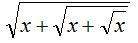 √(x + √(x + √x))